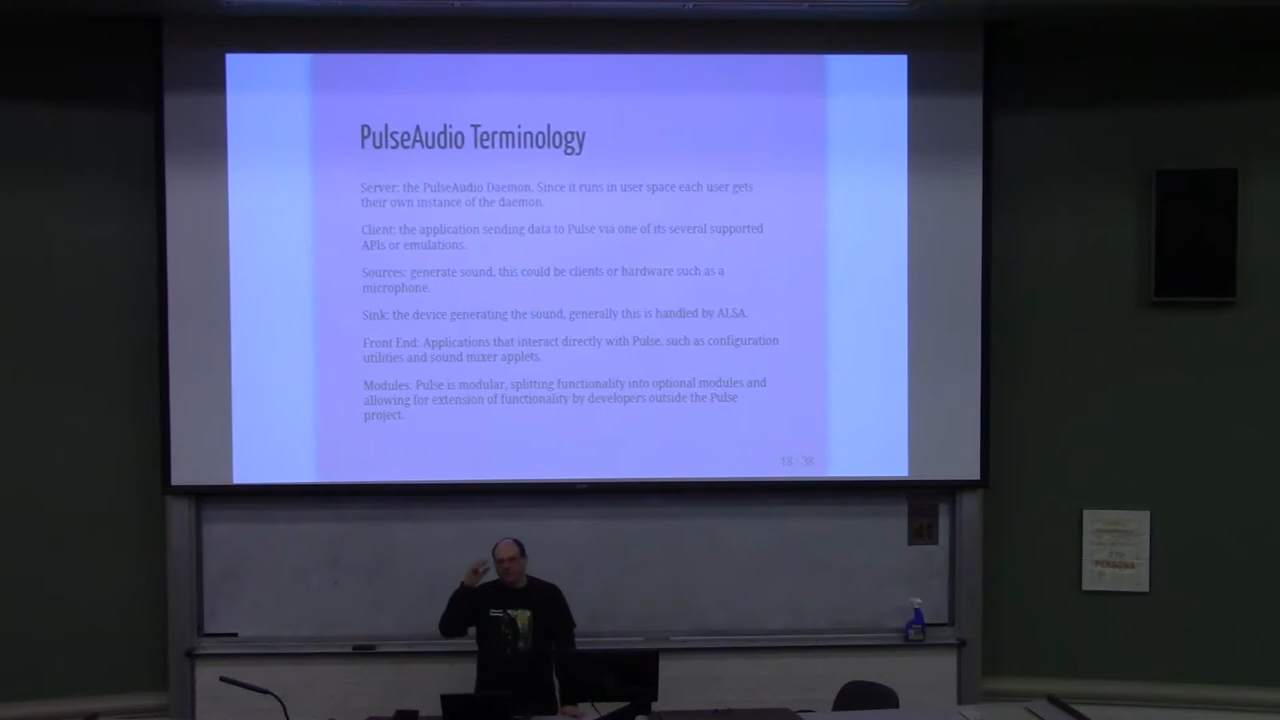 PulseAudio Terminology
Server: the PulseAudio Daemon. Since it runs in user space each user gets
their own instance of the daemon.
Client: the application sending data to Pulse via one of its several supported
APIs or emulations.
Sources: generate sound, this could be clients or hardware such as a
microphone.
Sink: the device generating the sound, generally this is handled by ALSA.
Front End: Applications that interact directly with Pulse, such as configuration
utilities and sound mixer applets.
Modules: Pulse is modular, splitting functionality into optional modules and
allowing for extension of functionality by developers outside the Pulse
project.
18 / 38
PERSONS